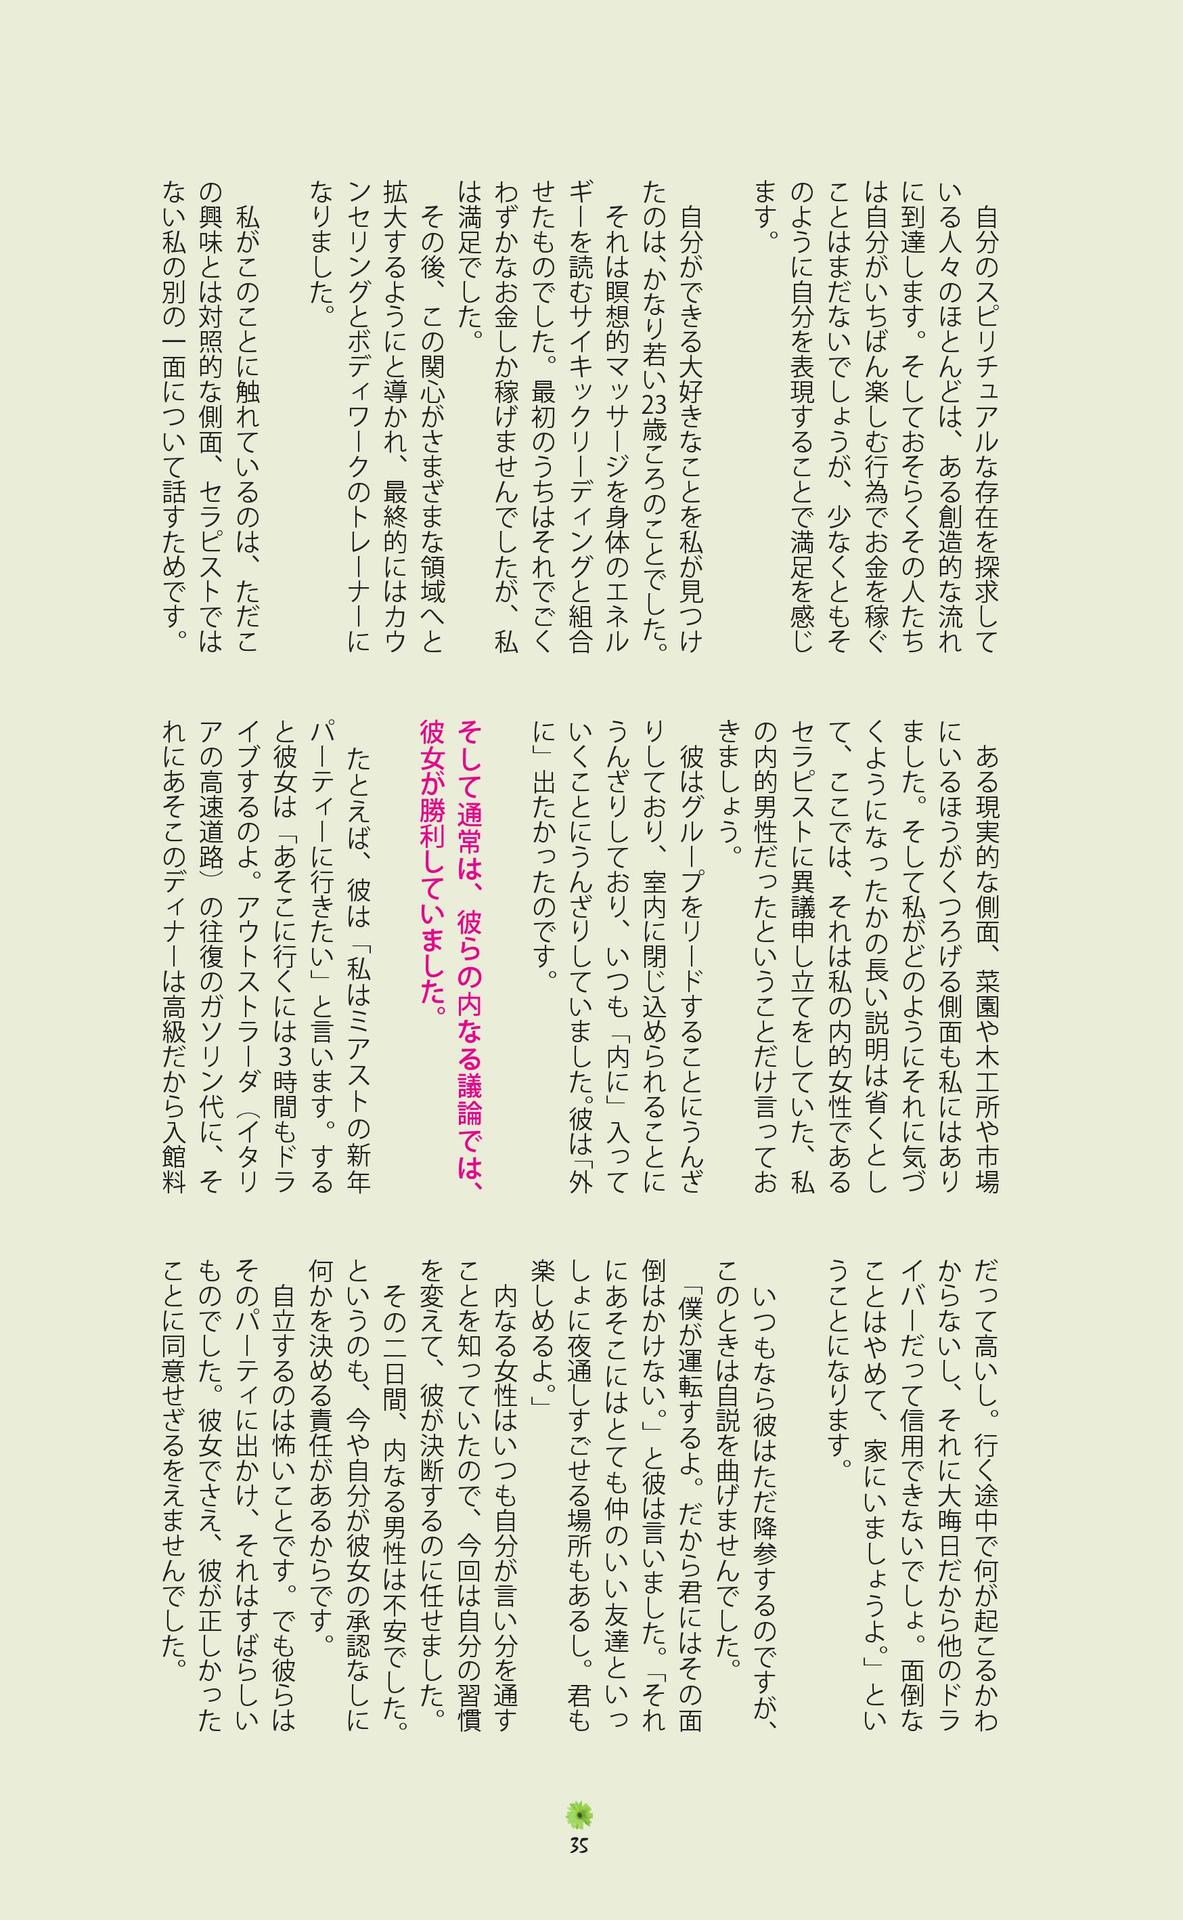 自分のスピリチュアルな存在を探求して
いる人々のほとんどは、ある創造的な流れ
に到達します。そしておそらくその人たち
は自分がいちばん楽しむ行為でお金を稼ぐ
ことはまだないでしょうが、少なくともそ
のように自分を表現することで満足を感じ
ます。
自分ができる大好きなことを私が見つけ
たのは、かなり若い23歳ころのことでした。
それは瞑想的マッサージを身体のエネル
ギーを読むサイキックリーディングと組合
せたものでした。最初のうちはそれでごく
わずかなお金しか稼げませんでしたが、私
は満足でした。
その後、この関心がさまざまな領域へと
拡大するようにと導かれ、最終的にはカウ
ンセリングとボディワークのトレーナーに
なりました。
私がこのことに触れているのは、ただこ
の興味とは対照的な側面、セラピストでは
ない私の別の一面について話すためです。
ある現実的な側面、菜園や木工所や市場
にいるほうがくつろげる側面も私にはあり
ました。そして私がどのようにそれに気づ
くようになったかの長い説明は省くとし
て、ここでは、それは私の内的女性である
セラピストに異議申し立てをしていた、私
の内的男性だったということだけ言ってお
きましょう。
彼はグループをリードすることにうんざ
りしており、室内に閉じ込められることに
うんざりしており、いつも「内に」入って
いくことにうんざりしていました。彼は「外
に」出たかったのです。
そして通常は、彼らの内なる議論では、
彼女が勝利していました。
たとえば、彼は「私はミアストの新年
パーティーに行きたい」と言います。する
と彼女は「あそこに行くには３時間もドラ
イブするのよ。アウトストラーダ（イタリ
アの高速道路）の往復のガソリン代に、そ
れにあそこのディナーは高級だから入館料
だって高いし。行く途中で何が起こるかわ
からないし、それに大晦日だから他のドラ
イバーだって信用できないでしょ。面倒な
ことはやめて、家にいましょうよ。」とい
うことになります。
いつもなら彼はただ降参するのですが、
このときは自説を曲げませんでした。
「僕が運転するよ。だから君にはその面
倒はかけない。」と彼は言いました。「それ
にあそこにはとても仲のいい友達といっ
しょに夜通しすごせる場所もあるし。君も
楽しめるよ。」
内なる女性はいつも自分が言い分を通す
ことを知っていたので、今回は自分の習慣
を変えて、彼が決断するのに任せました。
その二日間、内なる男性は不安でした。
というのも、今や自分が彼女の承認なしに
何かを決める責任があるからです。
自立するのは怖いことです。でも彼らは
そのパーティに出かけ、それはすばらしい
ものでした。彼女でさえ、彼が正しかった
ことに同意せざるをえませんでした。
35